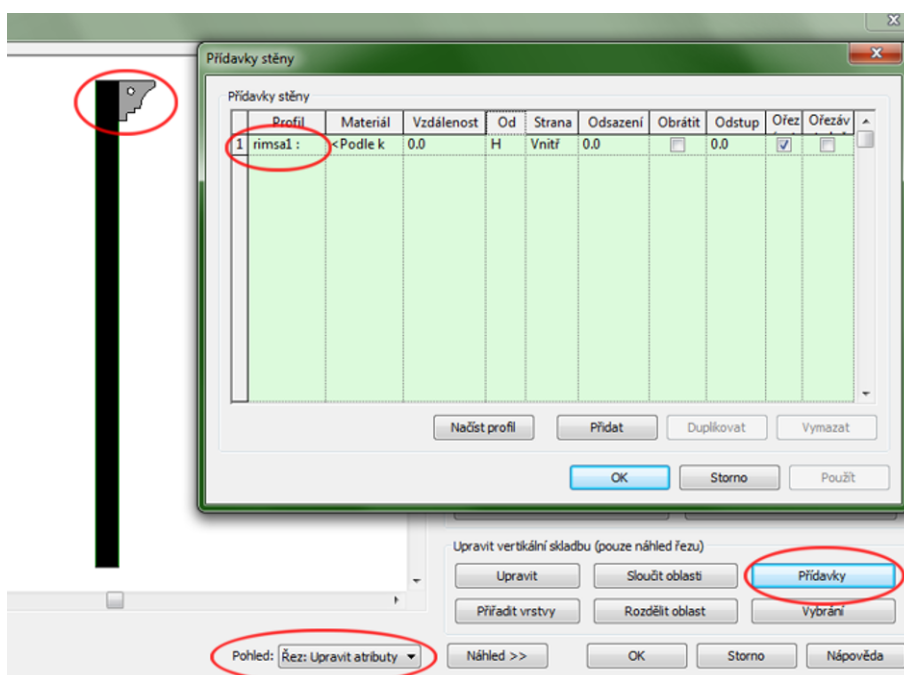 Přídavky stěny
Přídavky stěny
Profil Materiál Vzdálenost Od Strana Odsazení Obrátit Odstup Ořez Ořezáv
1 rimsa1 : <Podle k 0.0 H Vnitř 0.0 0.0
Načíst profil Přidat Duplikovat Vymazat
OK Storno Použít
Upravit vertikální skladbu (pouze náhled řezu)
Upravit Sloučit oblasti Přídavky
Přiřadit vrstvy Rozdělit oblast Vybrání
Pohled: Řez: Upravit atributy Náhled >> OK Storno Nápověda